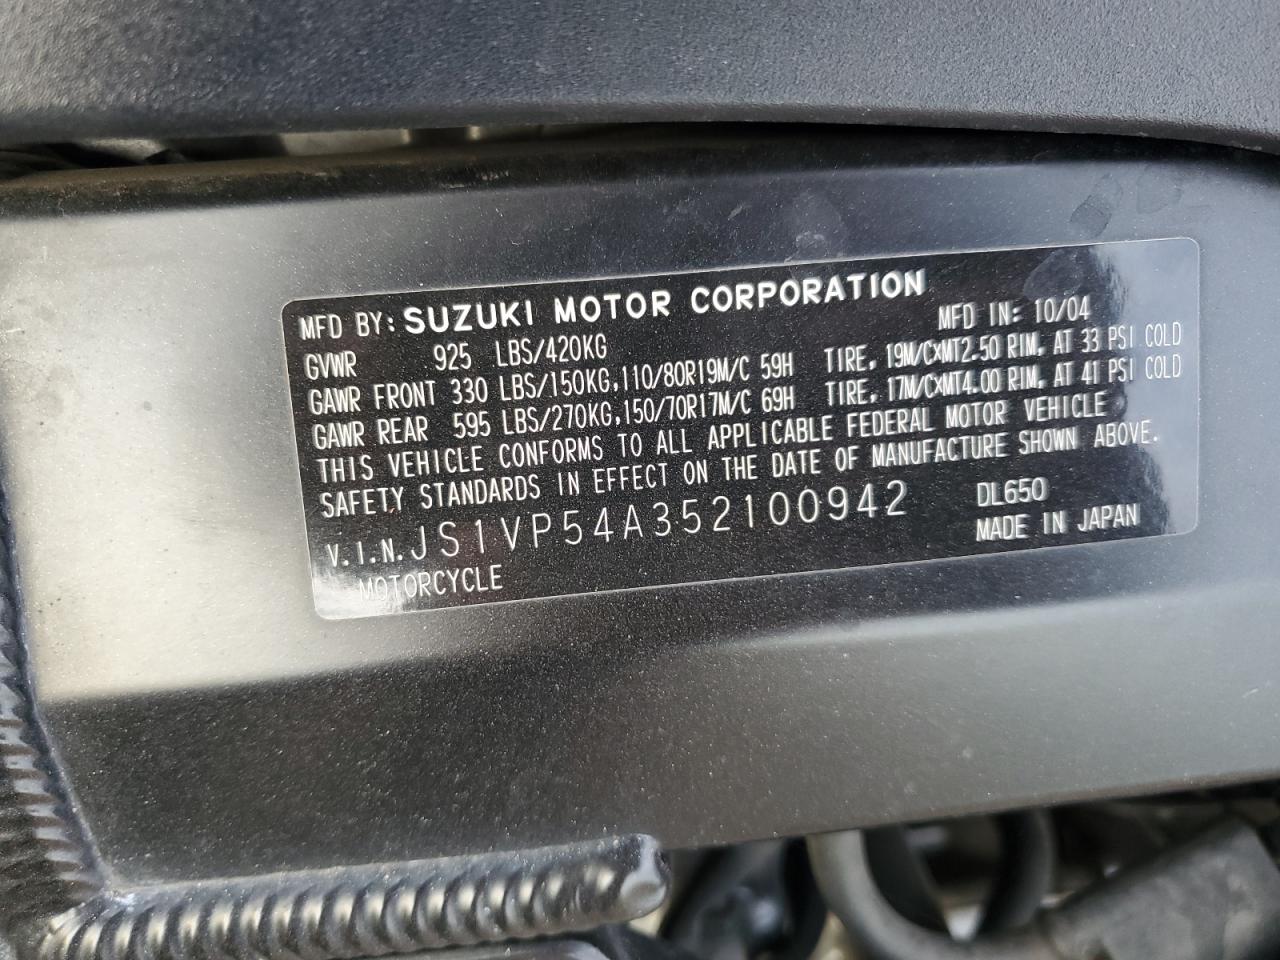 MFD BY: SUZUKI MOTOR CORPORATION
MFD IN: 10/04
GVWR 925 LBS/420KG
GAWR FRONT 330 LBS/150KG, 110/80R19M/C 59H TIRE, 19M/C×MT2.50 RIM, AT 33 PSI COLD
GAWR REAR 595 LBS/270KG, 150/70R17M/C 69H TIRE, 17M/C×MT4.00 RIM, AT 41 PSI COLD
THIS VEHICLE CONFORMS TO ALL APPLICABLE FEDERAL MOTOR VEHICLE
SAFETY STANDARDS IN EFFECT ON THE DATE OF MANUFACTURE SHOWN ABOVE.
V.I.N. JS1VP54A352100942 DL650
MOTORCYCLE MADE IN JAPAN